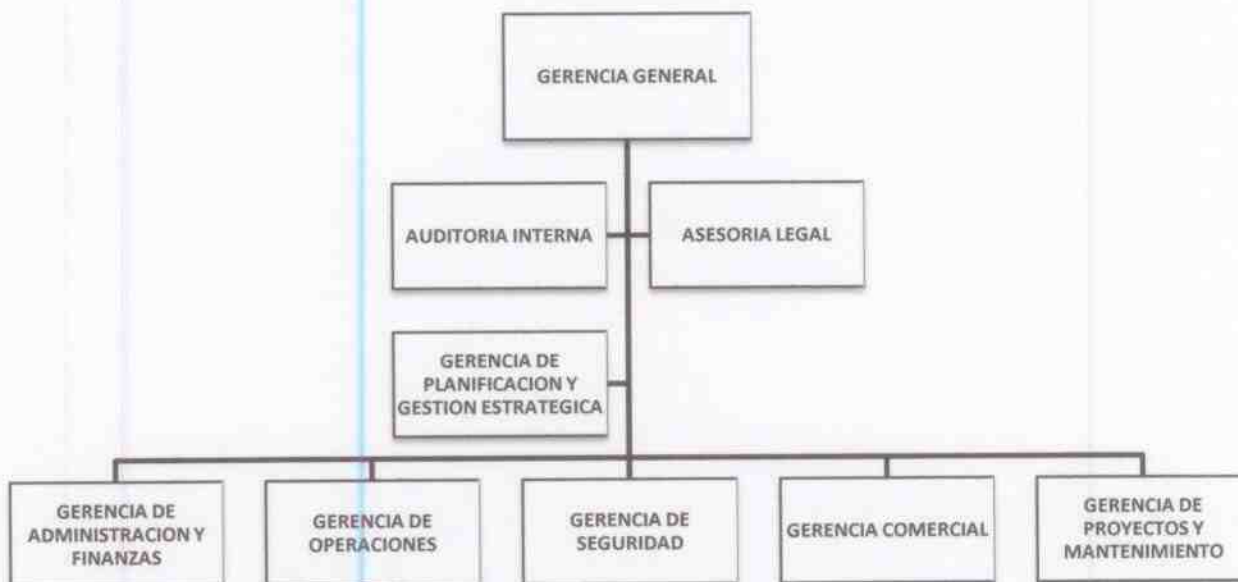 GERENCIA GENERAL
AUDITORIA INTERNA
ASESORIA LEGAL
GERENCIA DE
PLANIFICACION Y
GESTION ESTRATEGICA
GERENCIA DE
ADMINISTRACION Y
FINANZAS
GERENCIA DE
OPERACIONES
GERENCIA DE
SEGURIDAD
GERENCIA COMERCIAL
GERENCIA DE
PROYECTOS Y
MANTENIMIENTO